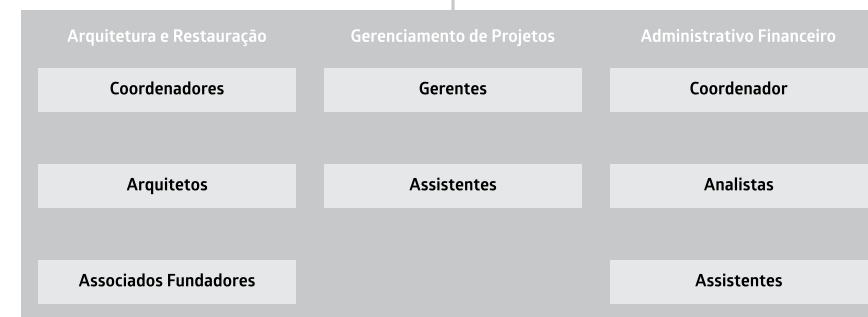 Arquitetura e Restauração
Gerenciamento de Projetos
Administrativo Financeiro
Coordenadores
Gerentes
Coordenador
Arquitetos
Assistentes
Analistas
Associados Fundadores
Assistentes